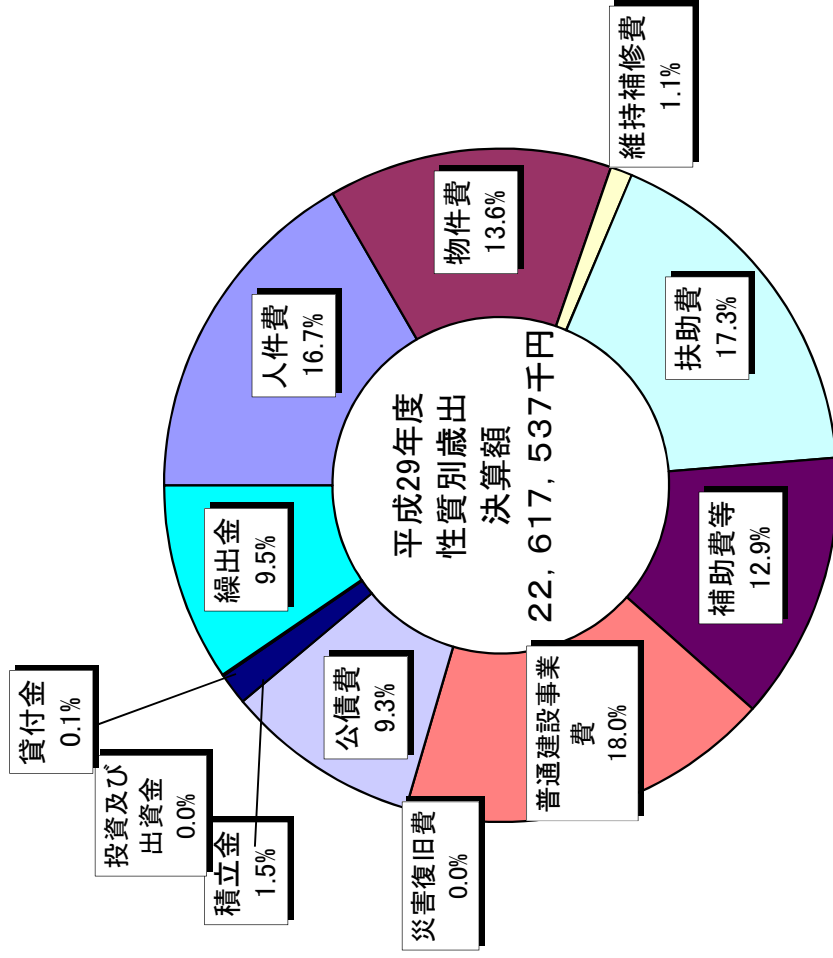 平成29年度
性質別歳出
決算額
22,617,537千円
人件費
16.7%
物件費
13.6%
維持補修費
1.1%
扶助費
17.3%
補助費等
12.9%
普通建設事業
費
18.0%
災害復旧費
0.0%
公債費
9.3%
積立金
1.5%
投資及び
出資金
0.0%
貸付金
0.1%
繰出金
9.5%